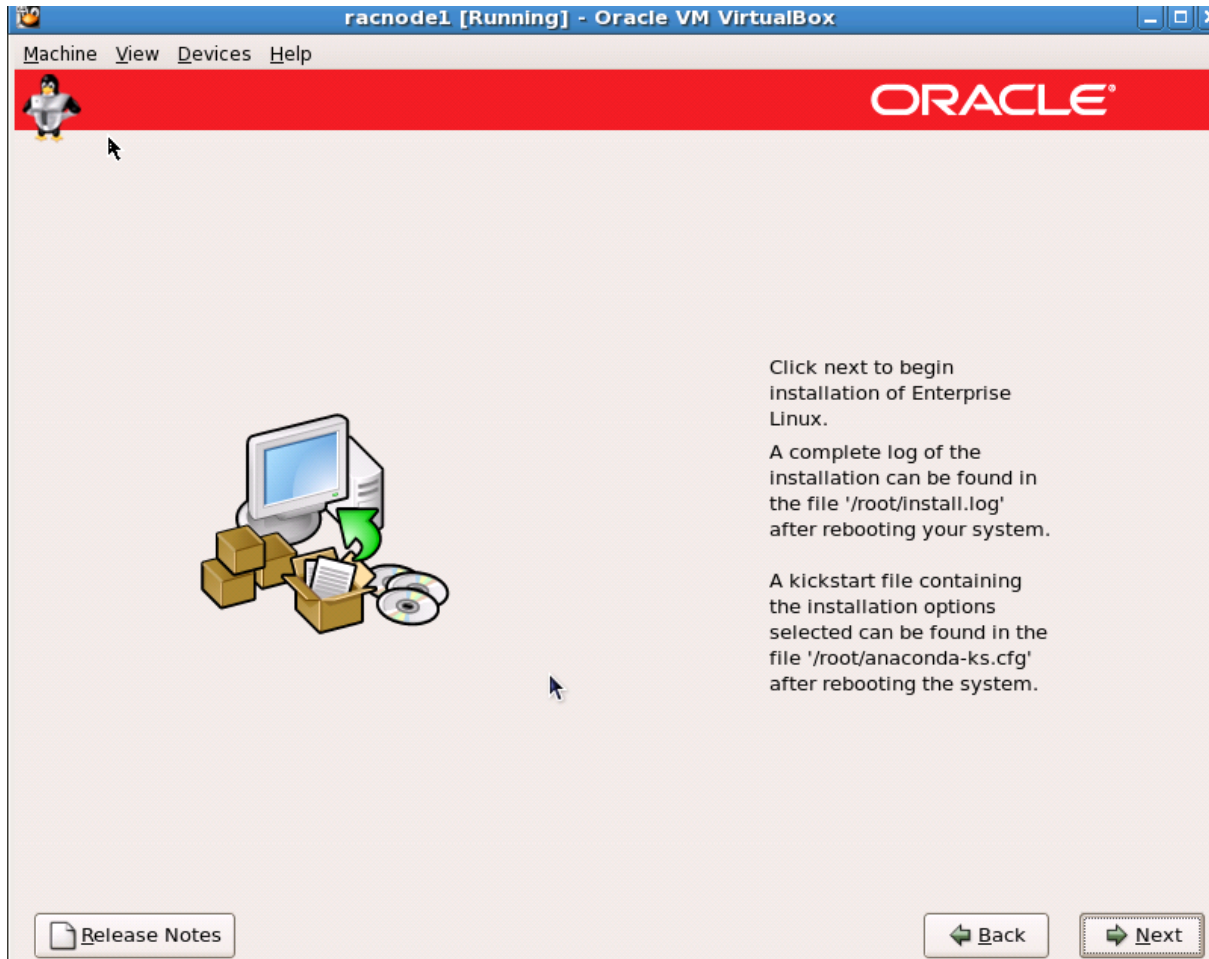 racnode1 [Running] - Oracle VM VirtualBox
Machine View Devices Help
ORACLE®
Click next to begin
installation of Enterprise
Linux.
A complete log of the
installation can be found in
the file '/root/install.log'
after rebooting your system.
A kickstart file containing
the installation options
selected can be found in the
file '/root/anaconda-ks.cfg'
after rebooting the system.
Release Notes
Back
Next